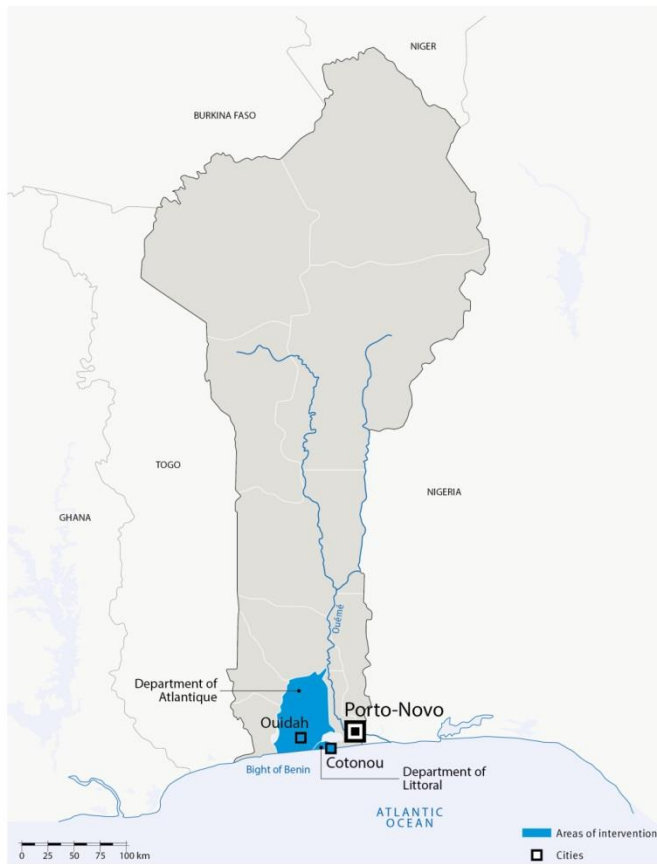 NIGER
BURKINA FASO
TOGO
NIGERIA
GHANA
Ouémé
Department of
Atlantique
Porto-Novo
Ouidah
Cotonou
Bight of Benin
Department of
Littoral
ATLANTIC
OCEAN
Areas of intervention
Cities
0 25 50 75 100 km